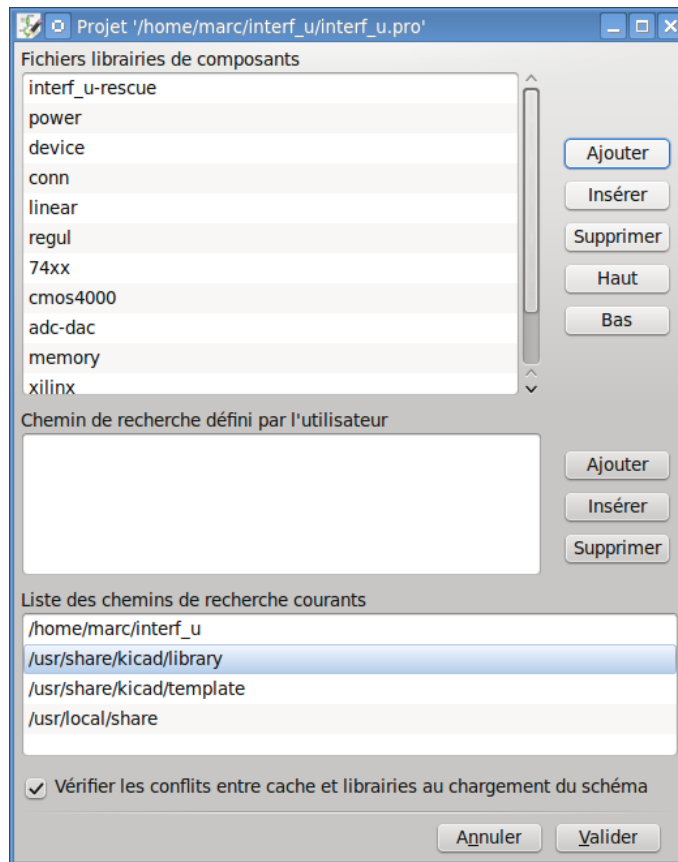 Projet '/home/marc/interf_u/interf_u.pro'
Fichiers librairies de composants
interf_u-rescue
power
device
conn
linear
regul
74xx
cmos4000
adc-dac
memory
xilinx
Ajouter
Insérer
Supprimer
Haut
Bas
Chemin de recherche défini par l'utilisateur
Ajouter
Insérer
Supprimer
Liste des chemins de recherche courants
/home/marc/interf_u
/usr/share/kicad/library
/usr/share/kicad/template
/usr/local/share
Vérifier les conflits entre cache et librairies au chargement du schéma
Annuler
Valider